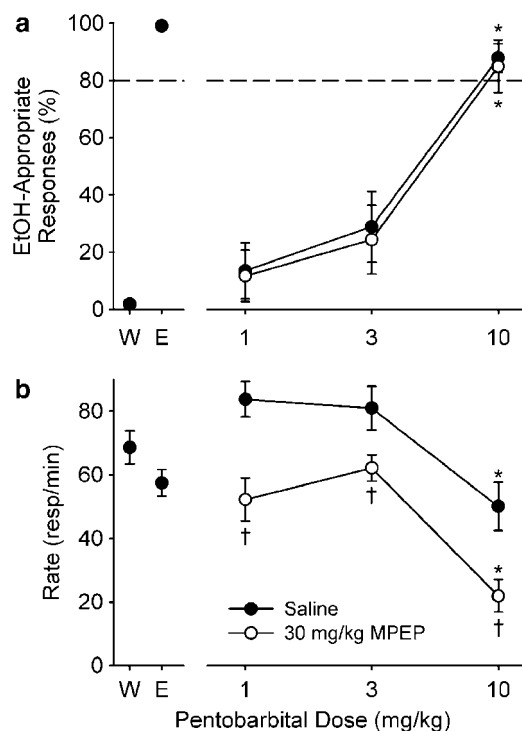 a
EtOH-Appropriate
Responses (%)
100
80
60
40
20
0
*
*
W
E
1
3
10
b
Rate (resp/min)
80
60
40
20
0
*
†
†
*
†
Saline
30 mg/kg MPEP
W
E
1
3
10
Pentobarbital Dose (mg/kg)